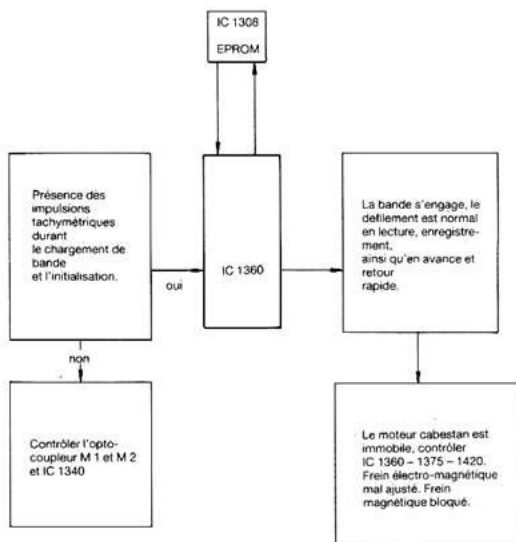 IC 1308
EPROM
Présence des
impulsions
tachymétriques
durant
le chargement de
bande
et l'initialisation.
oui
IC 1360
La bande s'engage, le
defilement est normal
en lecture, enregistre-
ment,
ainsi qu'en avance et
retour
rapide.
non
Contrôler l'opto-
coupleur M 1 et M 2
et IC 1340
Le moteur cabestan est
immobile, contrôler
IC 1360 – 1375 – 1420.
Frein électro-magnétique
mal ajusté. Frein
magnétique bloqué.